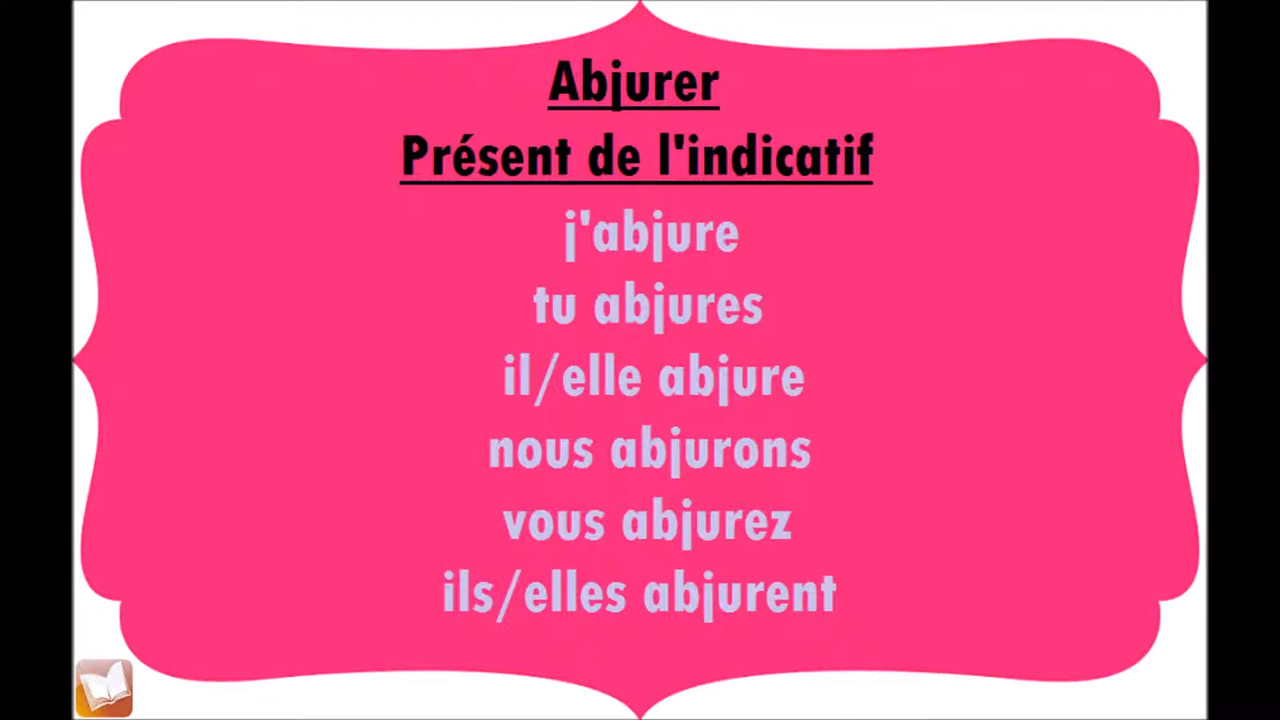 Abjurer
Présent de l'indicatif
j'abjure
tu abjures
il/elle abjure
nous abjurons
vous abjurez
ils/elles abjurent